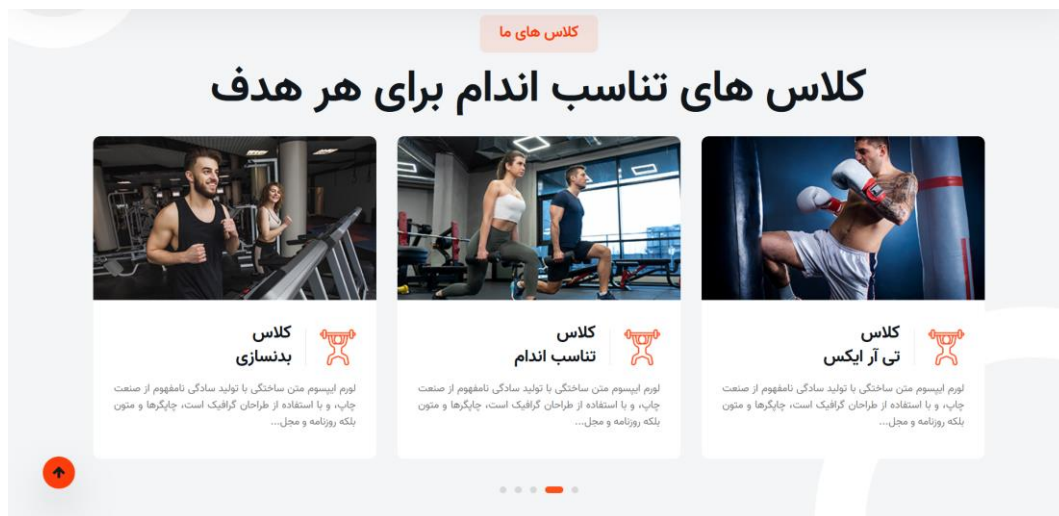 کلاس های ما
کلاس های تناسب اندام برای هر هدف
کلاس
تی آر ایکس
لورم ایپسوم متن ساختگی با تولید سادگی نامفهوم از صنعت
چاپ، و با استفاده از طراحان گرافیک است، چاپگرها و متون
بلکه روزنامه و مجل...
کلاس
تناسب اندام
لورم ایپسوم متن ساختگی با تولید سادگی نامفهوم از صنعت
چاپ، و با استفاده از طراحان گرافیک است، چاپگرها و متون
بلکه روزنامه و مجل...
کلاس
بدنسازی
لورم ایپسوم متن ساختگی با تولید سادگی نامفهوم از صنعت
چاپ، و با استفاده از طراحان گرافیک است، چاپگرها و متون
بلکه روزنامه و مجل...